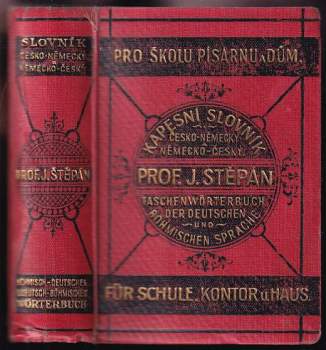 SLOVNÍK
ČESKO-NĚMECKÝ
NĚMECKO-ČESKÝ
PROF. J. ŠTĚPÁN
BÖHMISCH-DEUTSCHES
DEUTSCH-BÖHMISCHES
WÖRTERBUCH
PRO ŠKOLU PÍSÁRNU A DŮM.
KAPESNÍ SLOVNÍK
ČESKO-NĚMECKÝ
NĚMECKO-ČESKÝ
PROF. J. ŠTĚPÁN
TASCHENWÖRTERBUCH
DER DEUTSCHEN
UND
BÖHMISCHEN SPRACHE
FÜR SCHULE, KONTOR U HAUS.